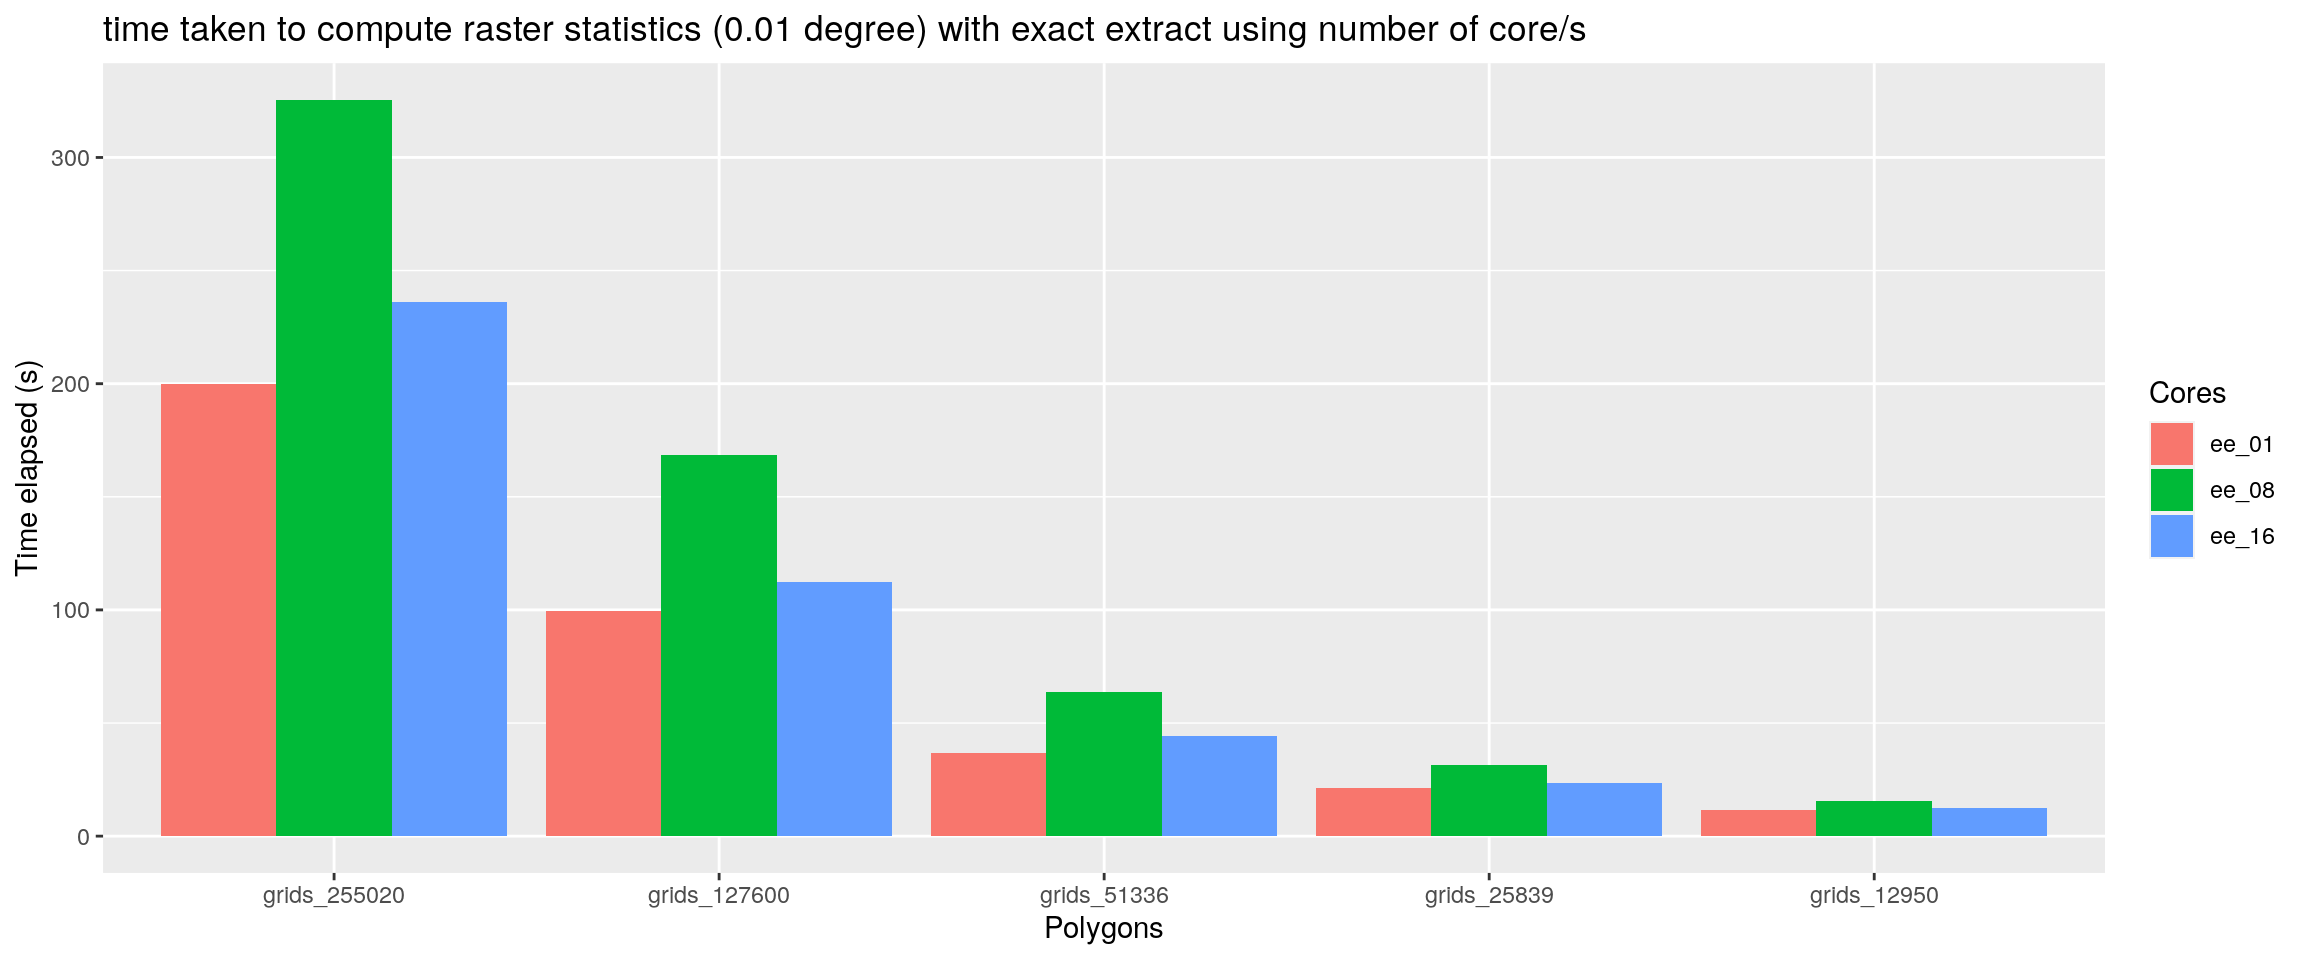 time taken to compute raster statistics (0.01 degree) with exact extract using number of core/s
Time elapsed (s)
300
200
100
0
grids_255020
grids_127600
grids_51336
grids_25839
grids_12950
Polygons
Cores
ee_01
ee_08
ee_16